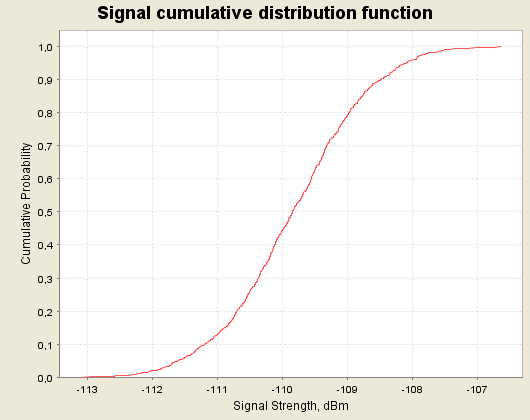 Signal cumulative distribution function
1,0
0,9
0,8
0,7
0,6
0,5
0,4
0,3
0,2
0,1
0,0
Cumulative Probability
-113 -112 -111 -110 -109 -108 -107
Signal Strength, dBm